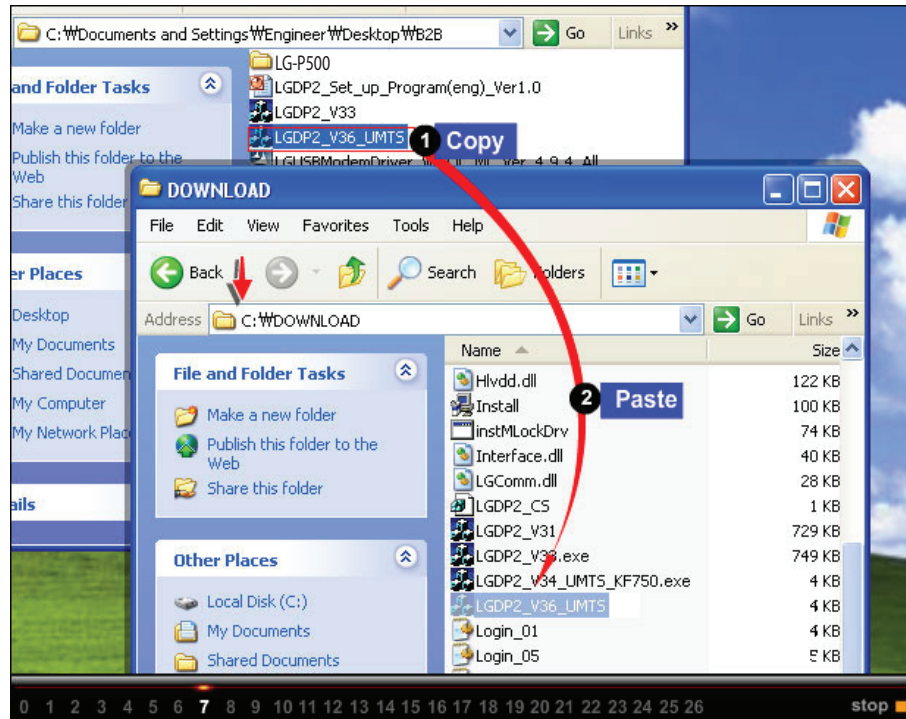 C:₩Documents and Settings₩Engineer₩Desktop₩B2B
Go
Links »
and Folder Tasks
Make a new folder
Publish this folder to the
Web
Share this folder
er Places
Desktop
My Documents
Shared Documen
My Computer
My Network Plac
ails
LG-P500
LGDP2_Set_up_Program(eng)_Ver1.0
LGDP2_V33
LGDP2_V36_UMTS
1 Copy
DOWNLOAD
File Edit View Favorites Tools Help
Back Search Folders
Address C:₩DOWNLOAD Go Links »
File and Folder Tasks
Make a new folder
Publish this folder to the
Web
Share this folder
Other Places
Local Disk (C:)
My Documents
Shared Documents
Name Size
Hlvdd.dll 122 KB
Install 100 KB
2 Paste
instMLockDrv 74 KB
Interface.dll 40 KB
LGComm.dll 28 KB
LGDP2_CS 1 KB
LGDP2_V31 729 KB
LGDP2_V33.exe 749 KB
LGDP2_V34_UMTS_KF750.exe 4 KB
LGDP2_V36_UMTS 4 KB
Login_01 4 KB
Login_05 5 KB
0 1 2 3 4 5 6 7 8 9 10 11 12 13 14 15 16 17 18 19 20 21 22 23 24 25 26 stop